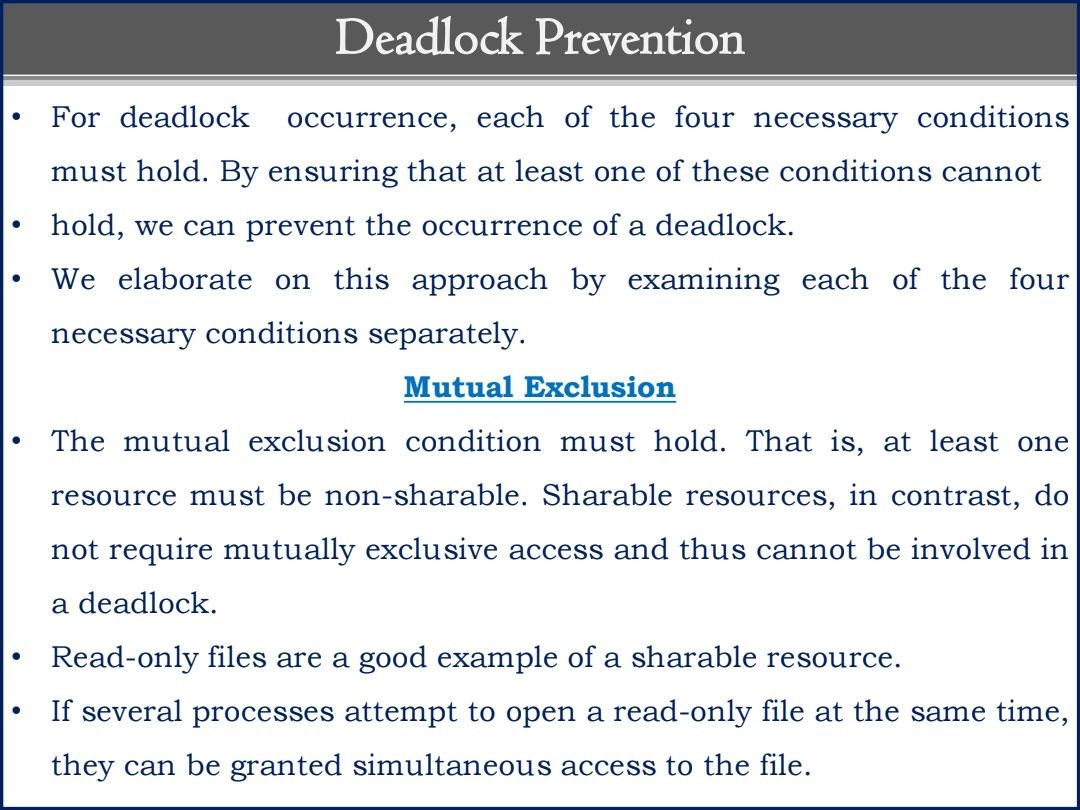 Deadlock Prevention
• For deadlock occurrence, each of the four necessary conditions
must hold. By ensuring that at least one of these conditions cannot
• hold, we can prevent the occurrence of a deadlock.
• We elaborate on this approach by examining each of the four
necessary conditions separately.
Mutual Exclusion
• The mutual exclusion condition must hold. That is, at least one
resource must be non-sharable. Sharable resources, in contrast, do
not require mutually exclusive access and thus cannot be involved in
a deadlock.
• Read-only files are a good example of a sharable resource.
• If several processes attempt to open a read-only file at the same time,
they can be granted simultaneous access to the file.